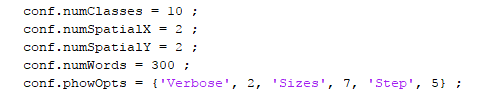 conf.numClasses = 10 ;
conf.numSpatialX = 2 ;
conf.numSpatialY = 2 ;
conf.numWords = 300 ;
conf.phowOpts = {'Verbose', 2, 'Sizes', 7, 'Step', 5} ;